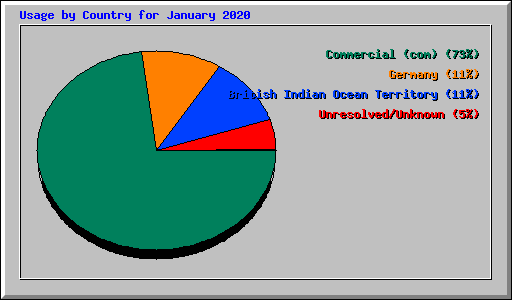 Usage by Country for January 2020
Commercial (com) (73%)
Germany (11%)
British Indian Ocean Territory (11%)
Unresolved/Unknown (5%)